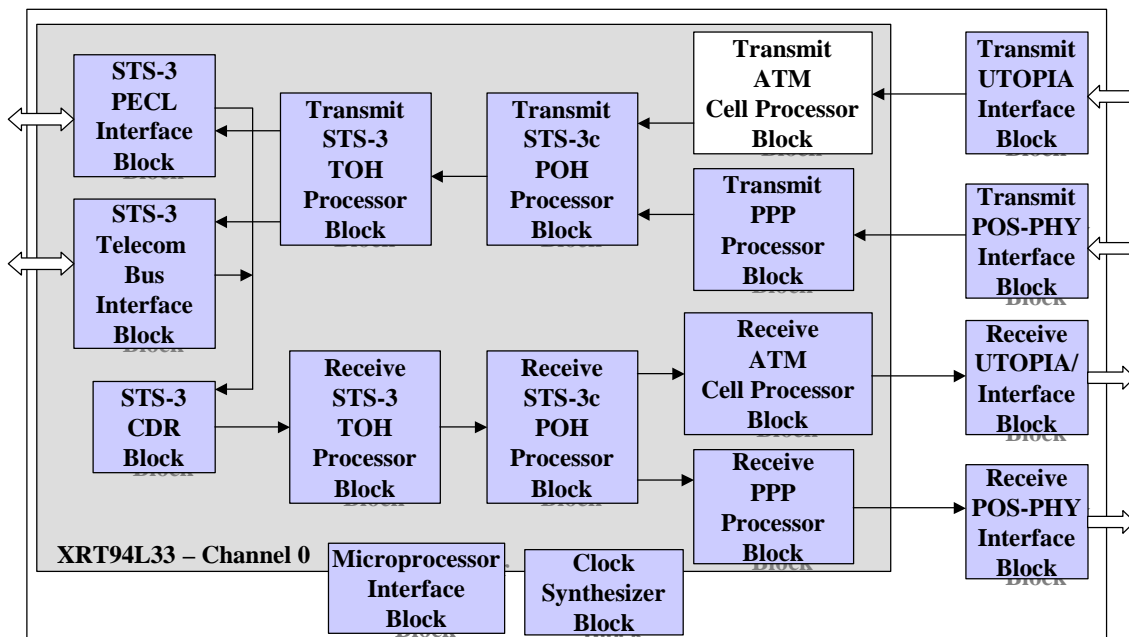 STS-3
PECL
Interface
Block
Transmit
STS-3
TOH
Processor
Block
Transmit
STS-3c
POH
Processor
Block
Transmit
ATM
Cell Processor
Block
Transmit
UTOPIA
Interface
Block
STS-3
Telecom
Bus
Interface
Block
Transmit
PPP
Processor
Block
Transmit
POS-PHY
Interface
Block
STS-3
CDR
Block
Receive
STS-3
TOH
Processor
Block
Receive
STS-3c
POH
Processor
Block
Receive
ATM
Cell Processor
Block
Receive
UTOPIA/
Interface
Block
Receive
PPP
Processor
Block
Receive
POS-PHY
Interface
Block
XRT94L33 – Channel 0
Microprocessor
Interface
Block
Clock
Synthesizer
Block